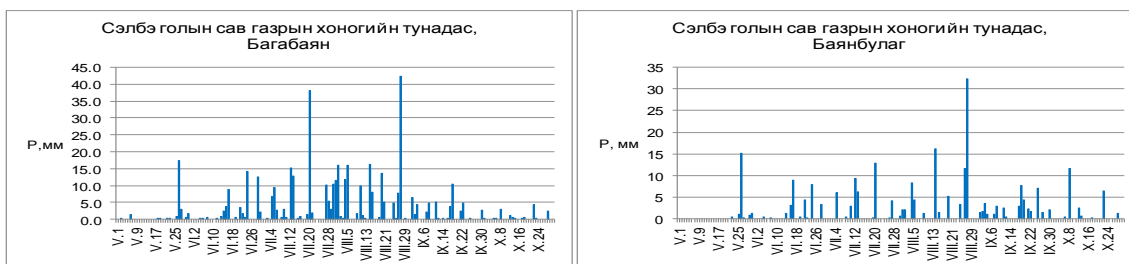 Сэлбэ голын сав газрын хоногийн тунадас,
Багабаян
45.0
40.0
35.0
30.0
25.0
20.0
15.0
10.0
5.0
0.0
Р,мм
V.1
V.9
V.17
V.25
VI.2
VI.10
VI.18
VI.26
VII.4
VII.12
VII.20
VII.28
VIII.5
VIII.13
VIII.21
VIII.29
IX.6
IX.14
IX.22
IX.30
X.8
X.16
X.24
Сэлбэ голын сав газрын хоногийн тунадас,
Баянбулаг
35
30
25
20
15
10
5
0
Р, мм
V.1
V.9
V.17
V.25
VI.2
VI.10
VI.18
VI.26
VII.4
VII.12
VII.20
VII.28
VIII.5
VIII.13
VIII.21
VIII.29
IX.6
IX.14
IX.22
IX.30
X.8
X.16
X.24